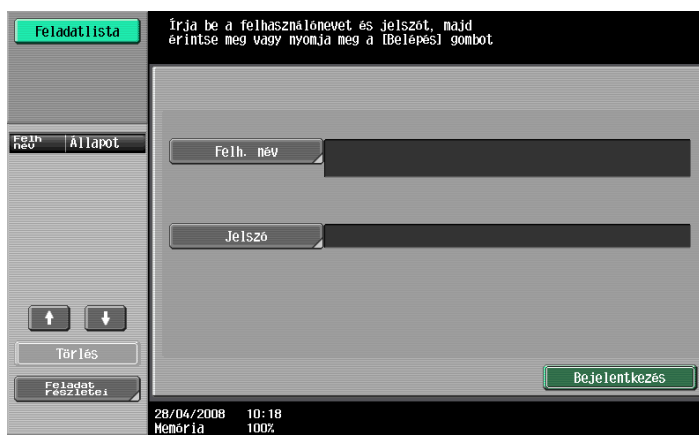 Feladatlista
Írja be a felhasználónevet és jelszót, majd
érintse meg vagy nyomja meg a [Belépés] gombot
Felh
név
Állapot
Felh. név
Jelszó
Törlés
Feladat
részletei
Bejelentkezés
28/04/2008 10:18
Memória 100%